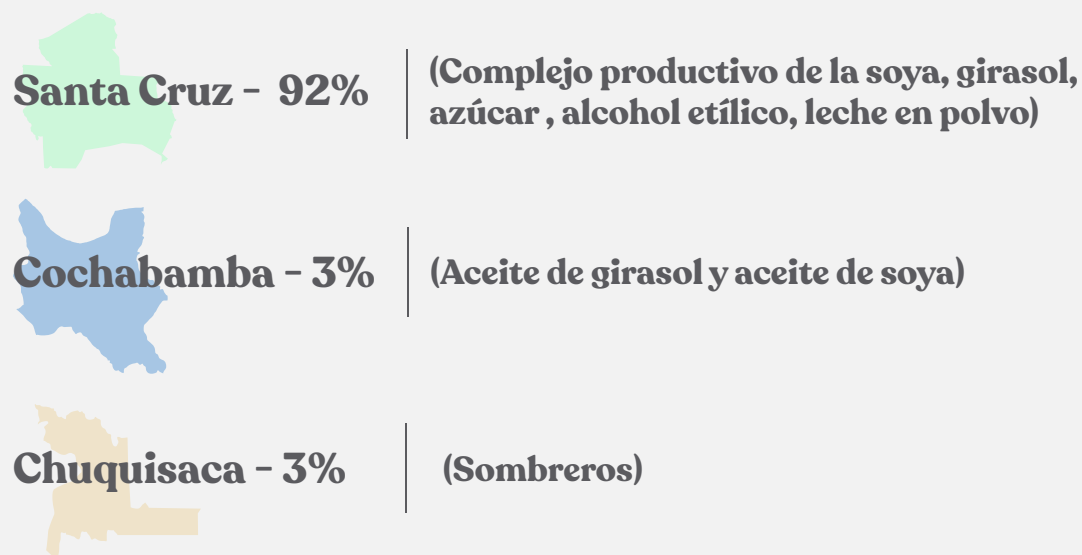 Santa Cruz - 92%
(Complejo productivo de la soya, girasol,
azúcar , alcohol etílico, leche en polvo)
Cochabamba - 3%
(Aceite de girasol y aceite de soya)
Chuquisaca - 3%
(Sombreros)